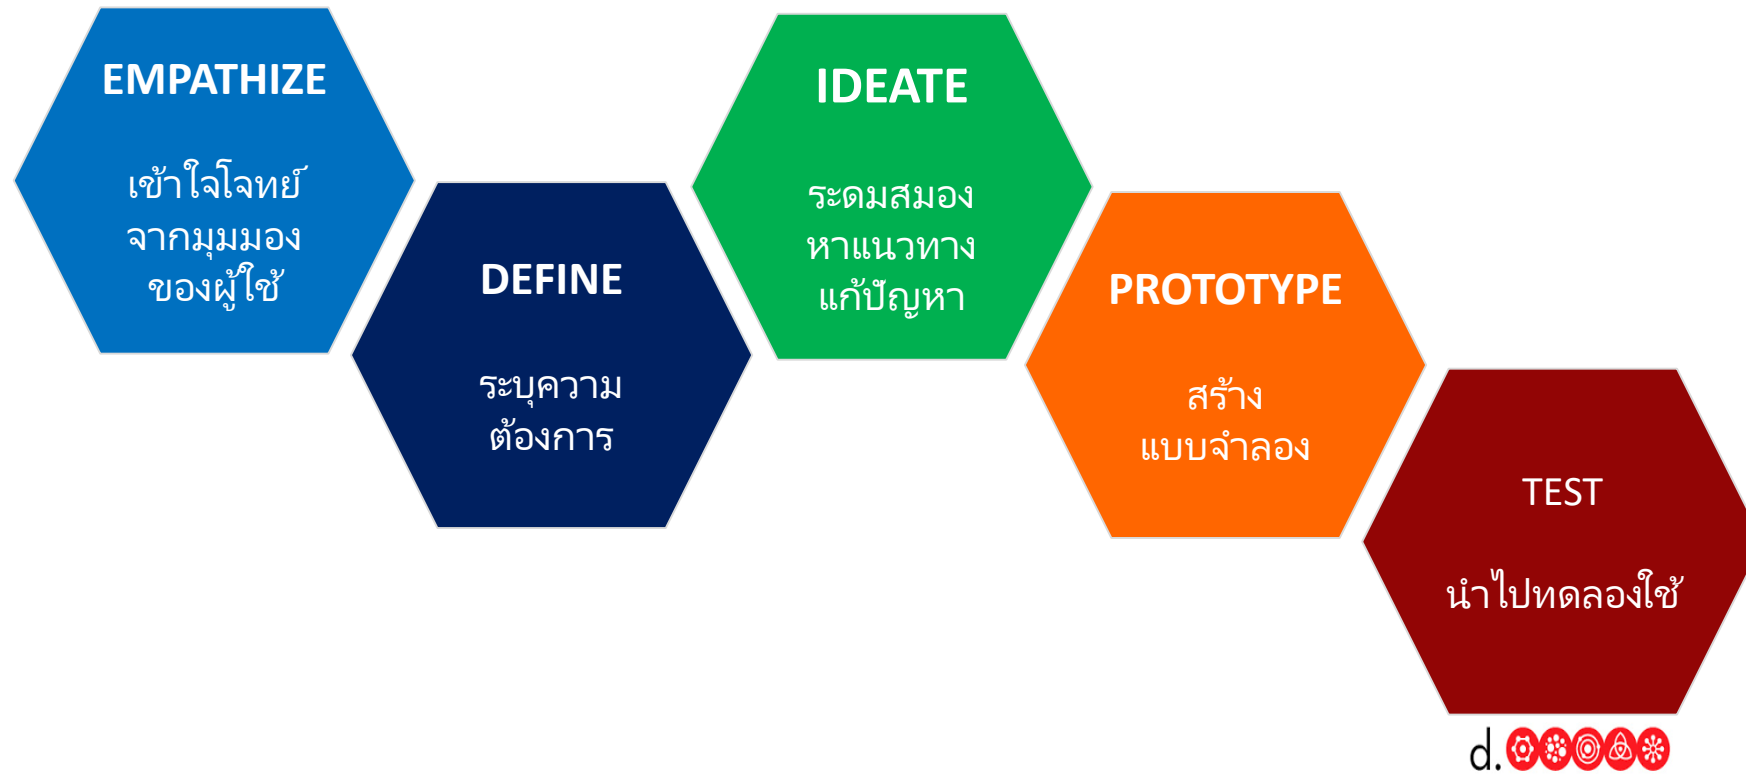 EMPATHIZE
เข้าใจโจทย์
จากมุมมอง
ของผู้ใช้
DEFINE
ระบุความ
ต้องการ
IDEATE
ระดมสมอง
หาแนวทาง
แก้ปัญหา
PROTOTYPE
สร้าง
แบบจำลอง
TEST
นำไปทดลองใช้
d.